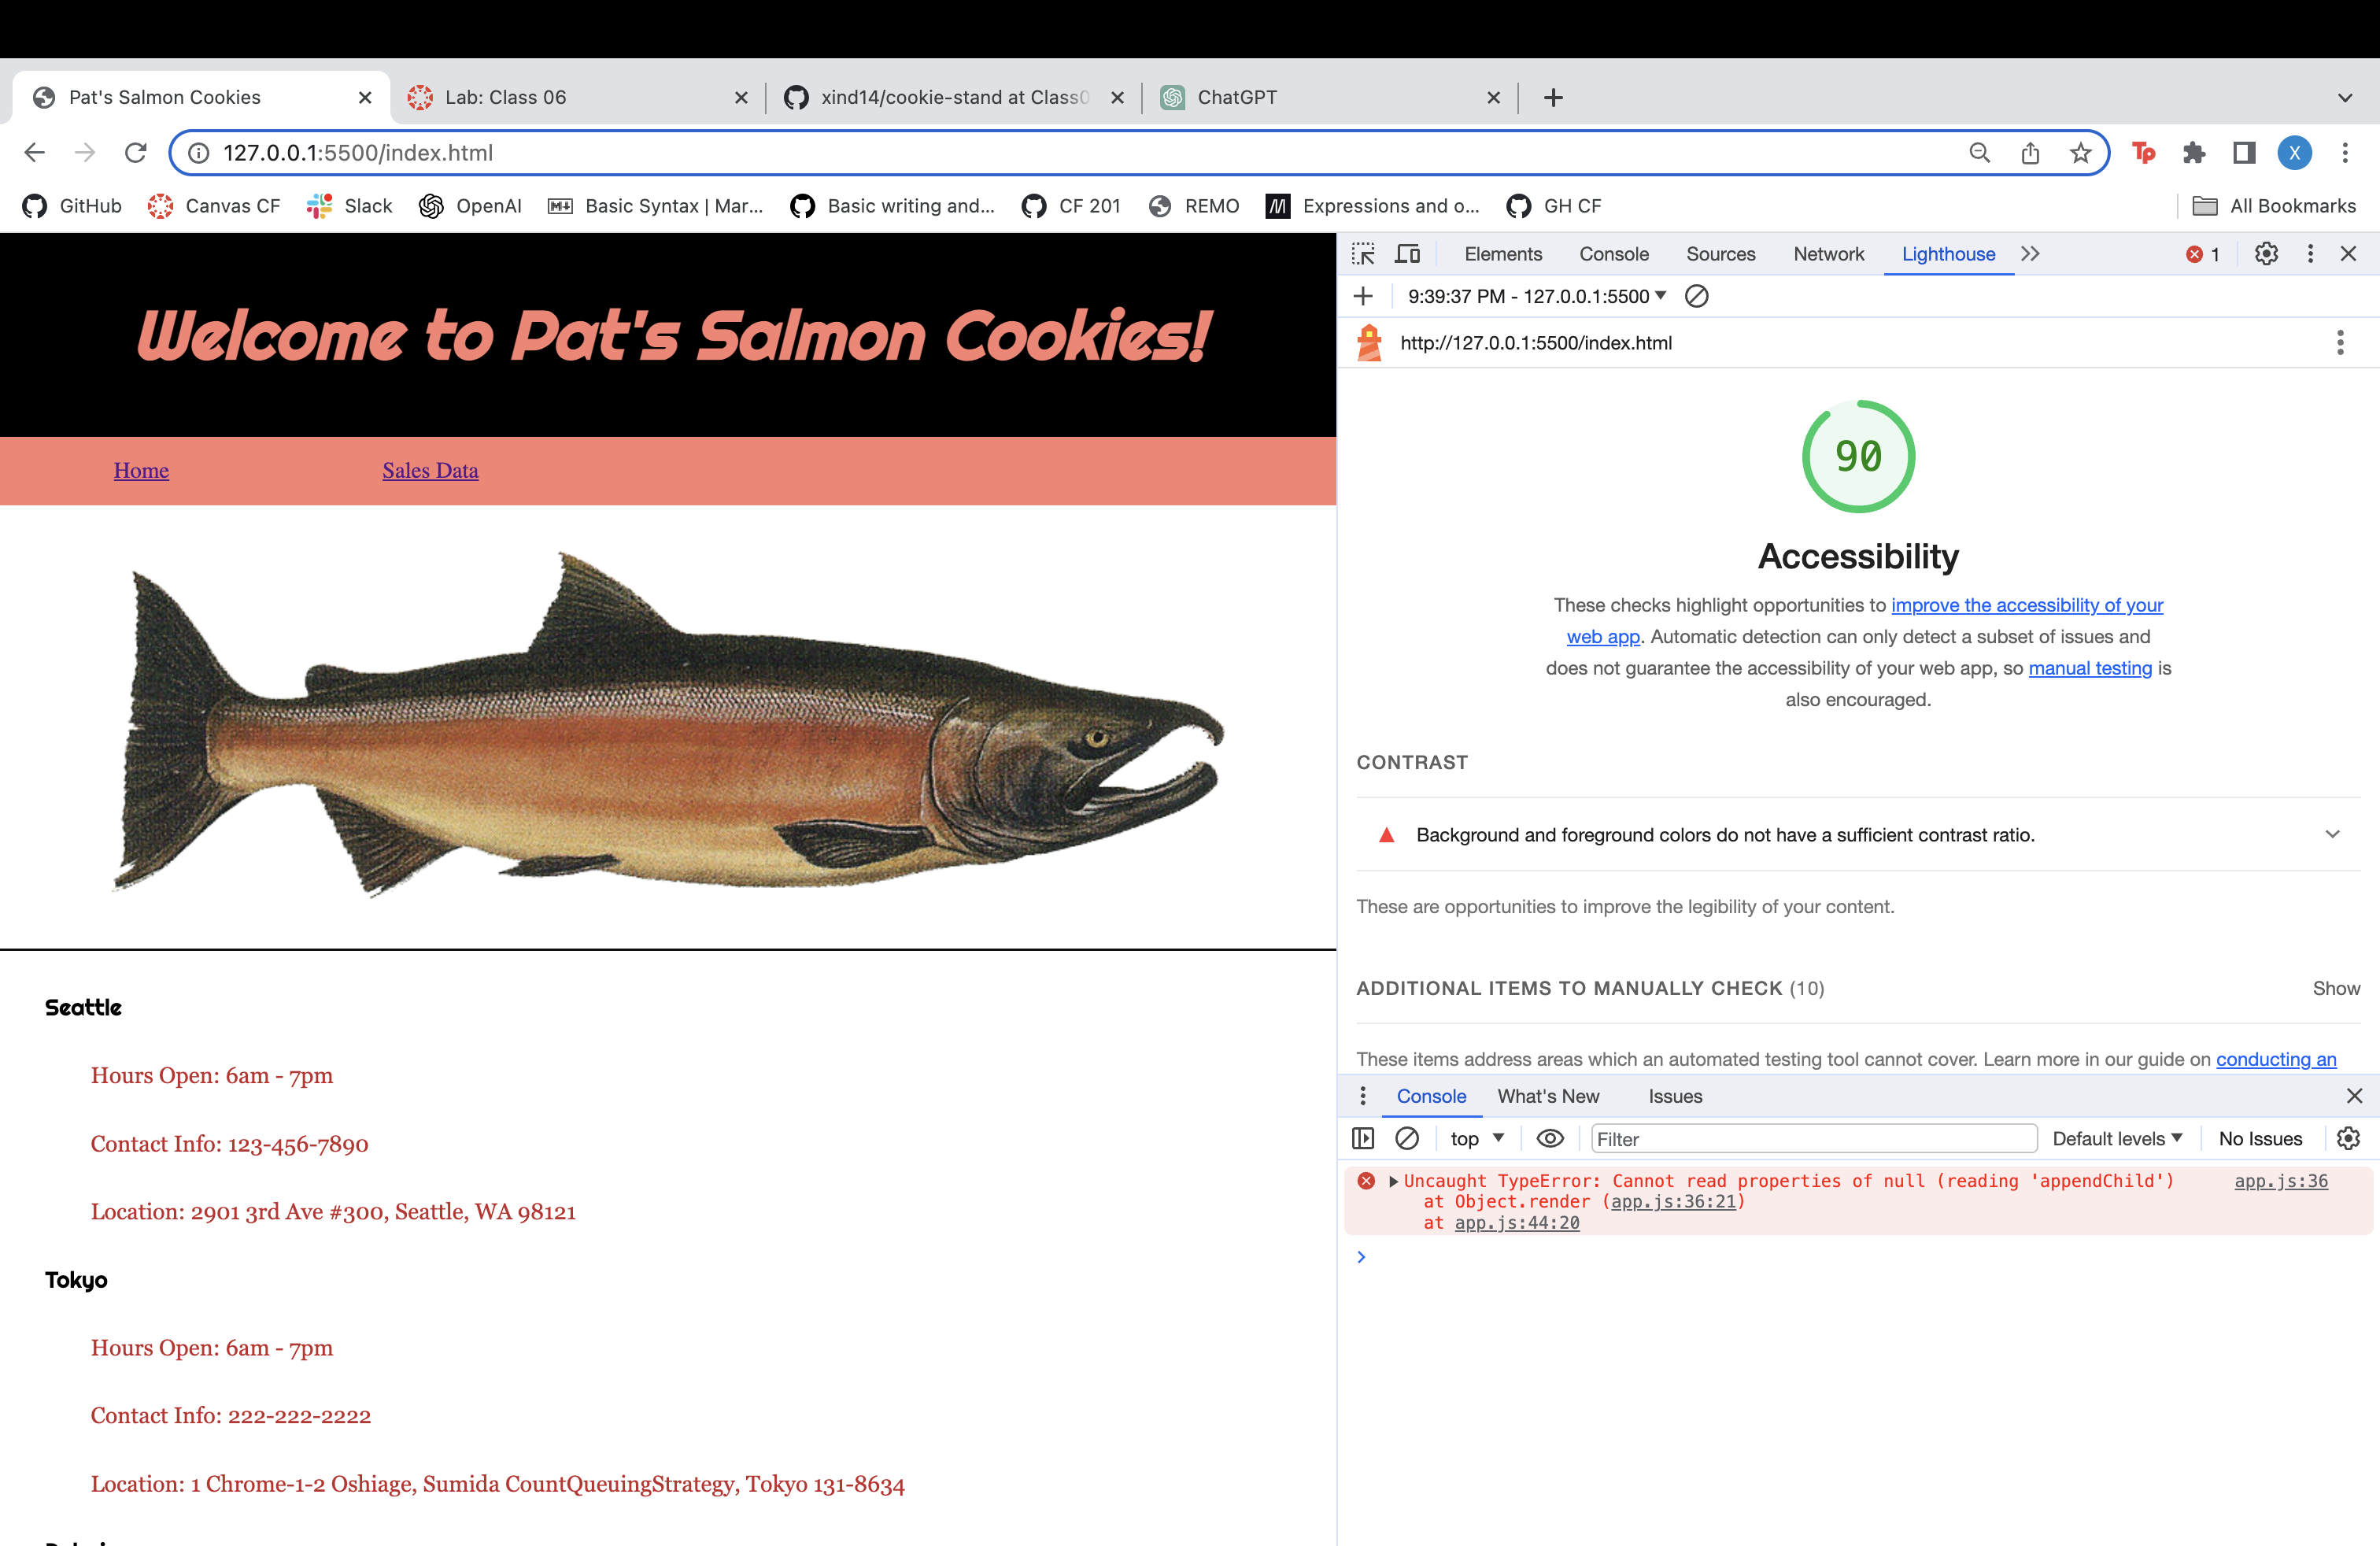 Pat's Salmon Cookies
Lab: Class 06
xind14/cookie-stand at Class0
ChatGPT
127.0.0.1:5500/index.html
Tp
X
GitHub
Canvas CF
Slack
OpenAI
Basic Syntax | Mar...
Basic writing and...
CF 201
REMO
Expressions and o...
GH CF
All Bookmarks
Welcome to Pat's Salmon Cookies!
Home Sales Data
Seattle
Hours Open: 6am - 7pm
Contact Info: 123-456-7890
Location: 2901 3rd Ave #300, Seattle, WA 98121
Tokyo
Hours Open: 6am - 7pm
Contact Info: 222-222-2222
Location: 1 Chrome-1-2 Oshiage, Sumida CountQueuingStrategy, Tokyo 131-8634
Elements Console Sources Network Lighthouse 1
9:39:37 PM - 127.0.0.1:5500
http://127.0.0.1:5500/index.html
90
Accessibility
These checks highlight opportunities to improve the accessibility of your
web app. Automatic detection can only detect a subset of issues and
does not guarantee the accessibility of your web app, so manual testing is
also encouraged.
CONTRAST
Background and foreground colors do not have a sufficient contrast ratio.
These are opportunities to improve the legibility of your content.
ADDITIONAL ITEMS TO MANUALLY CHECK (10) Show
These items address areas which an automated testing tool cannot cover. Learn more in our guide on conducting an
Console What's New Issues
top Filter Default levels No Issues
Uncaught TypeError: Cannot read properties of null (reading 'appendChild') app.js:36
at Object.render (app.js:36:21)
at app.js:44:20